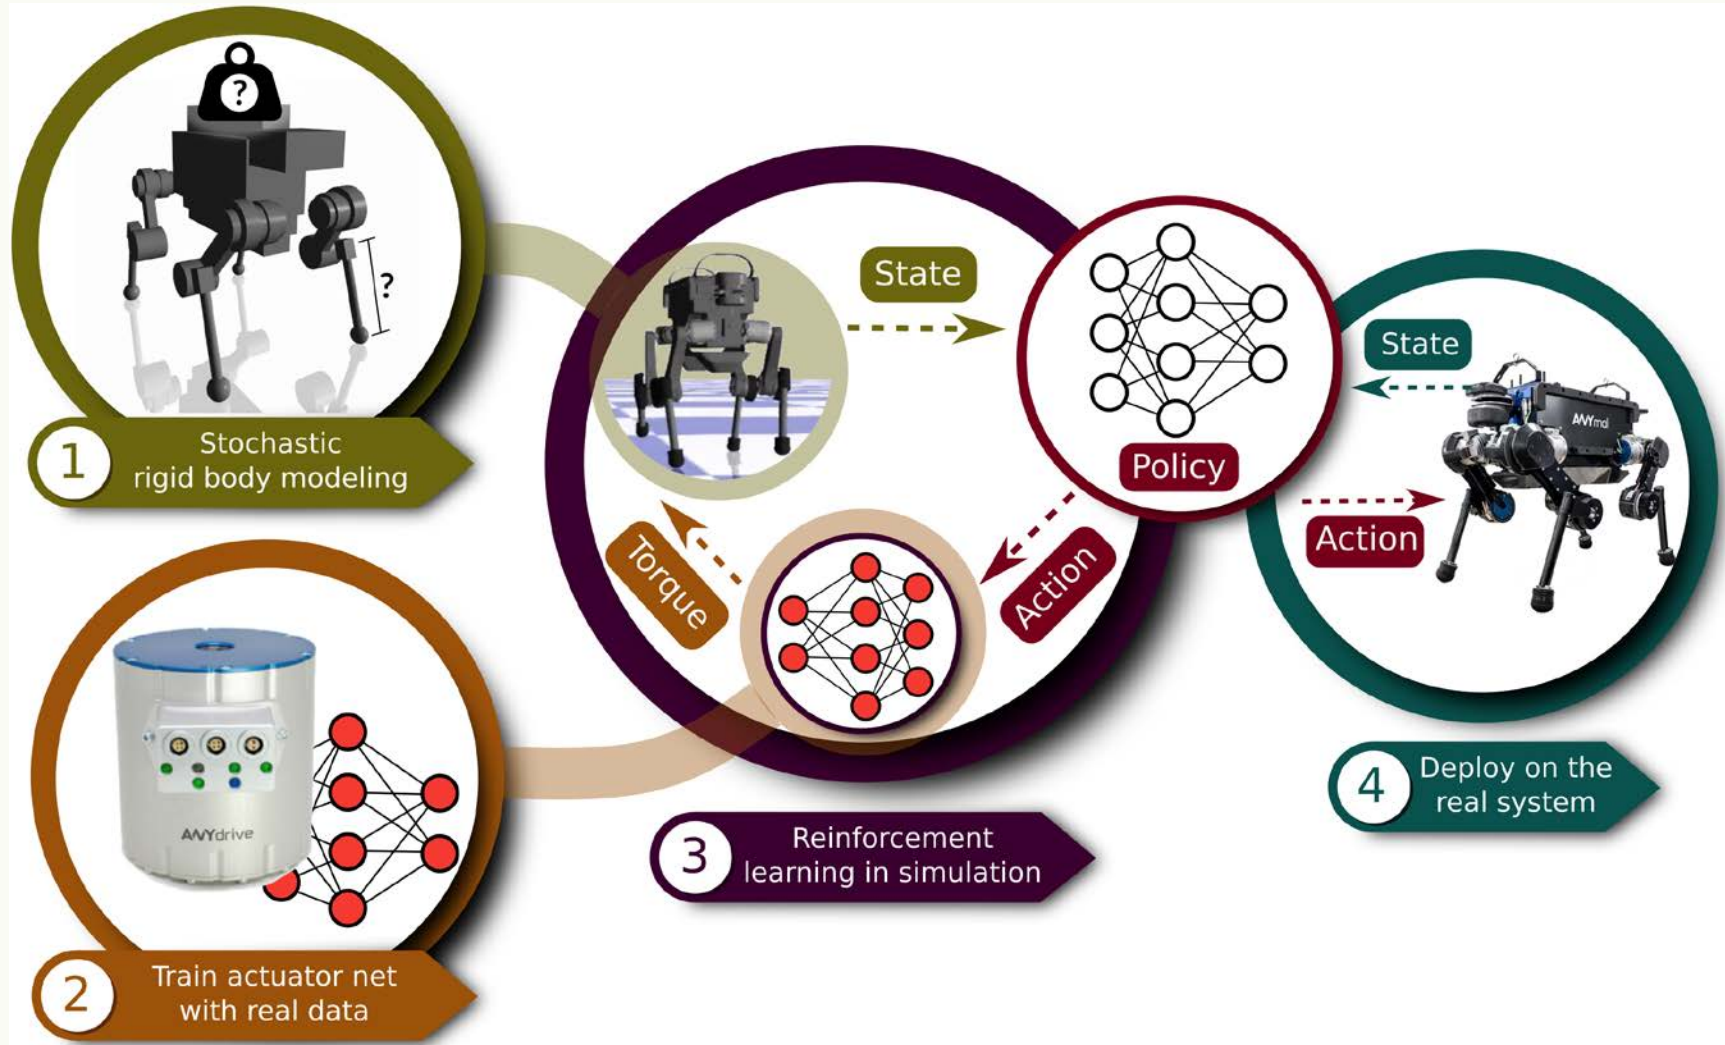 ?
?
1
Stochastic
rigid body modeling
ANYdrive
2
Train actuator net
with real data
State
Policy
Action
Torque
3
Reinforcement
learning in simulation
State
ANYmal
Action
4
Deploy on the
real system